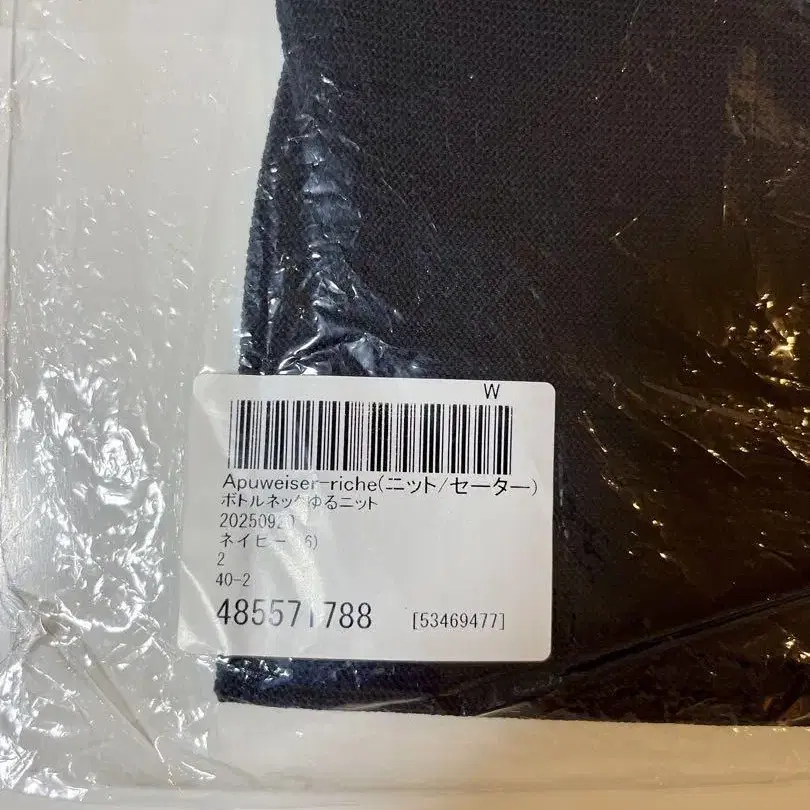 W
Apuweiser-riche(ニット/セーター)
ボトルネックゆるニット
20250920
ネイビー
2
40-2
485571788 [53469477]